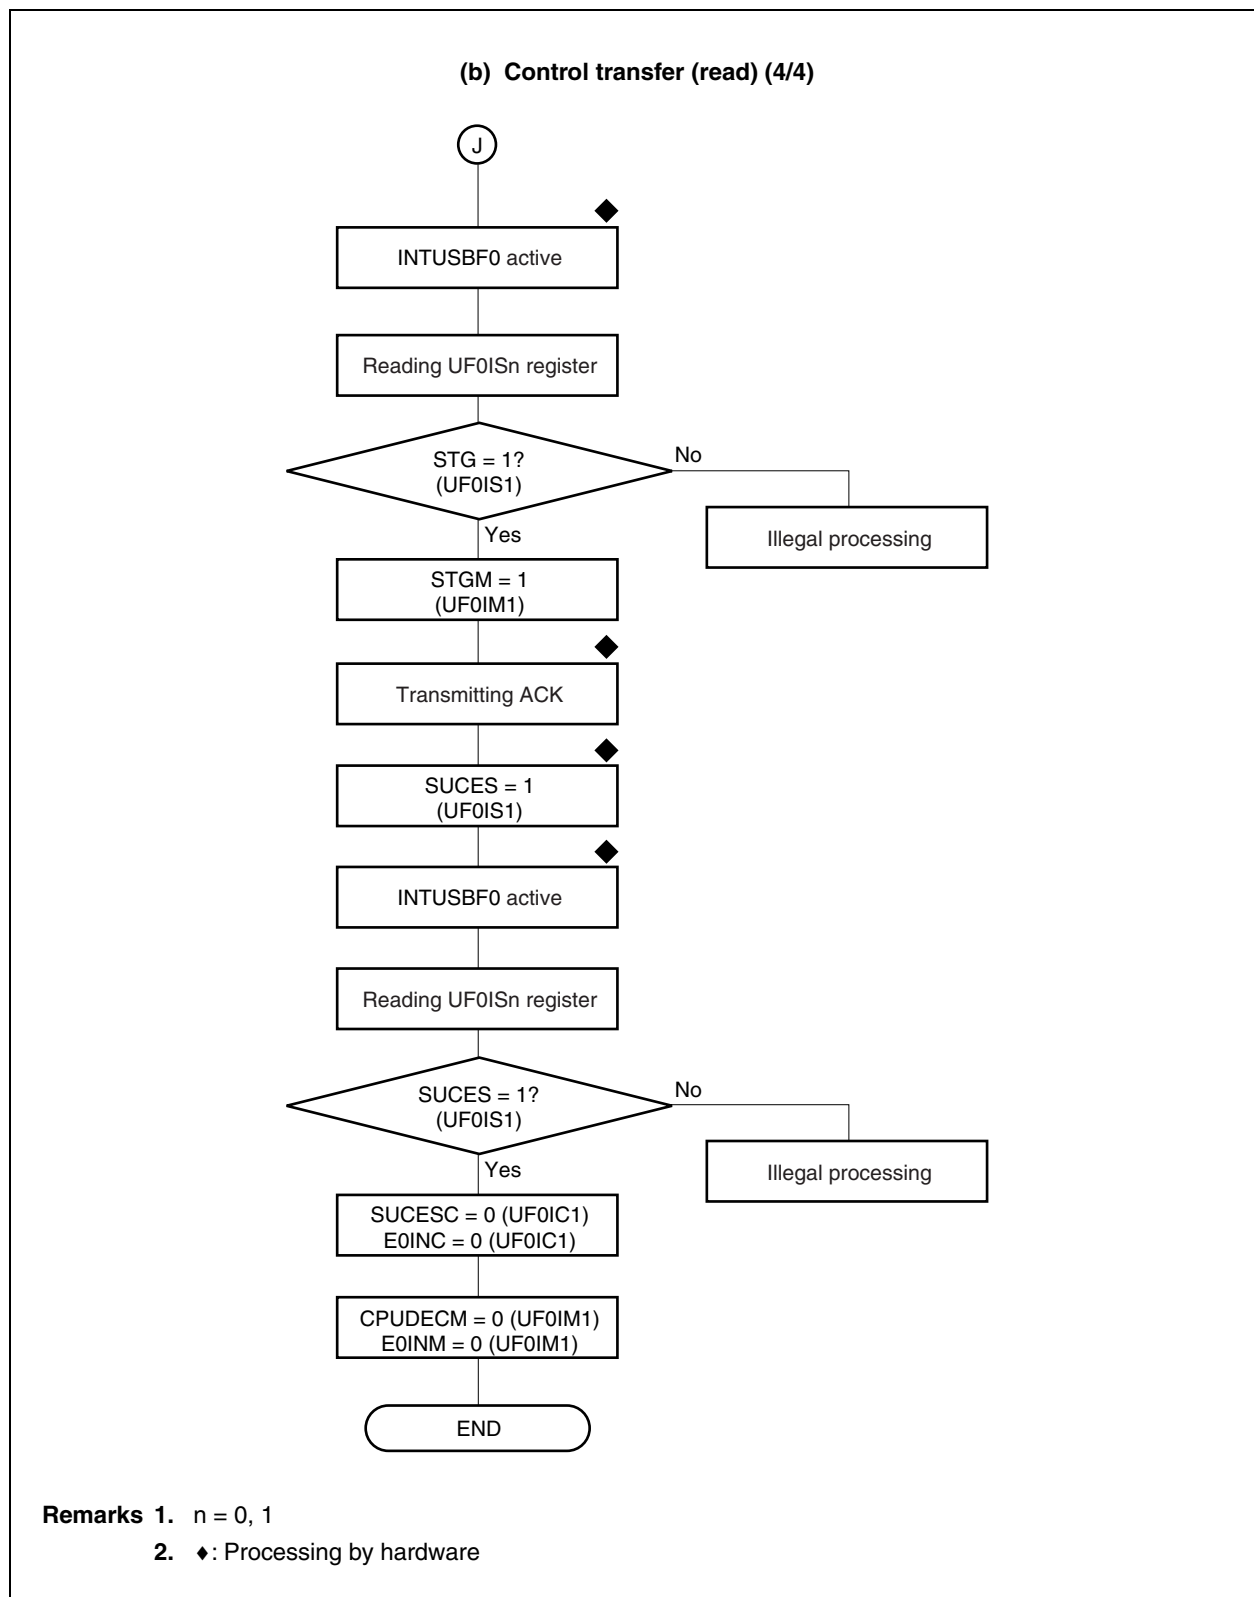 (b) Control transfer (read) (4/4)
J
INTUSBF0 active
Reading UF0ISn register
STG = 1?
(UF0IS1)
No
Illegal processing
Yes
STGM = 1
(UF0IM1)
Transmitting ACK
SUCES = 1
(UF0IS1)
INTUSBF0 active
Reading UF0ISn register
SUCES = 1?
(UF0IS1)
No
Illegal processing
Yes
SUCESC = 0 (UF0IC1)
E0INC = 0 (UF0IC1)
CPUDECM = 0 (UF0IM1)
E0INM = 0 (UF0IM1)
END
Remarks 1. n = 0, 1
2. ♦: Processing by hardware